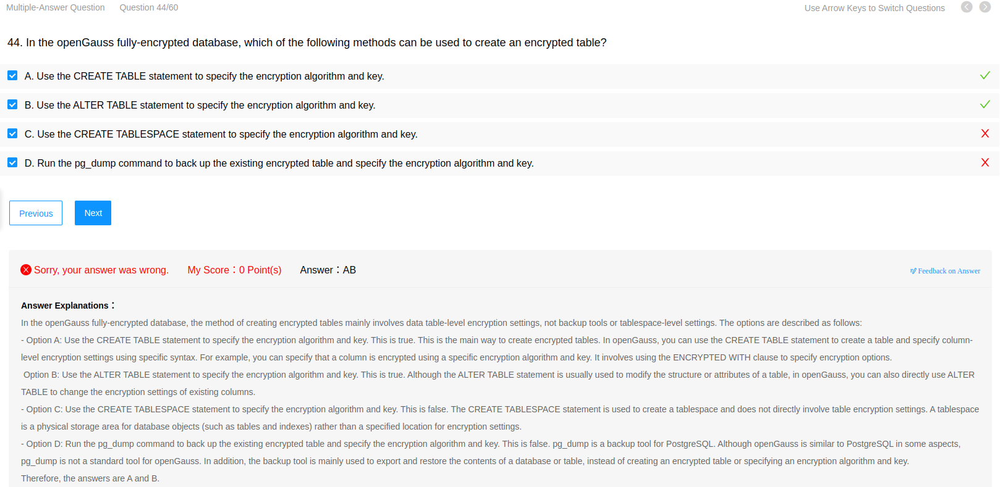 Multiple-Answer Question Question 44/60 Use Arrow Keys to Switch Questions
44. In the openGauss fully-encrypted database, which of the following methods can be used to create an encrypted table?
A. Use the CREATE TABLE statement to specify the encryption algorithm and key.
B. Use the ALTER TABLE statement to specify the encryption algorithm and key.
C. Use the CREATE TABLESPACE statement to specify the encryption algorithm and key.
D. Run the pg_dump command to back up the existing encrypted table and specify the encryption algorithm and key.
Previous Next
Sorry, your answer was wrong. My Score：0 Point(s) Answer：AB Feedback on Answer
Answer Explanations：
In the openGauss fully-encrypted database, the method of creating encrypted tables mainly involves data table-level encryption settings, not backup tools or tablespace-level settings. The options are described as follows:
- Option A: Use the CREATE TABLE statement to specify the encryption algorithm and key. This is true. This is the main way to create encrypted tables. In openGauss, you can use the CREATE TABLE statement to create a table and specify column-
level encryption settings using specific syntax. For example, you can specify that a column is encrypted using a specific encryption algorithm and key. It involves using the ENCRYPTED WITH clause to specify encryption options.
Option B: Use the ALTER TABLE statement to specify the encryption algorithm and key. This is true. Although the ALTER TABLE statement is usually used to modify the structure or attributes of a table, in openGauss, you can also directly use ALTER
TABLE to change the encryption settings of existing columns.
- Option C: Use the CREATE TABLESPACE statement to specify the encryption algorithm and key. This is false. The CREATE TABLESPACE statement is used to create a tablespace and does not directly involve table encryption settings. A tablespace
is a physical storage area for database objects (such as tables and indexes) rather than a specified location for encryption settings.
- Option D: Run the pg_dump command to back up the existing encrypted table and specify the encryption algorithm and key. This is false. pg_dump is a backup tool for PostgreSQL. Although openGauss is similar to PostgreSQL in some aspects,
pg_dump is not a standard tool for openGauss. In addition, the backup tool is mainly used to export and restore the contents of a database or table, instead of creating an encrypted table or specifying an encryption algorithm and key.
Therefore, the answers are A and B.